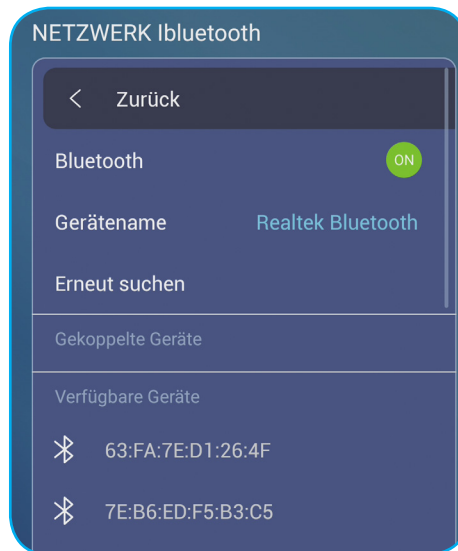 NETZWERK Ibluetooth
Zurück
Bluetooth ON
Gerätename Realtek Bluetooth
Erneut suchen
Gekoppelte Geräte
Verfügbare Geräte
63:FA:7E:D1:26:4F
7E:B6:ED:F5:B3:C5